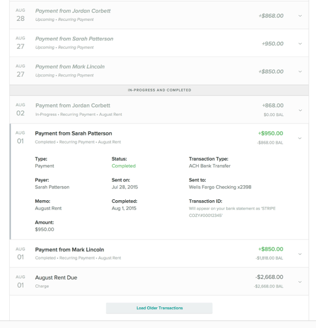 AUG
28
Payment from Jordan Corbett
Upcoming • Recurring Payment
+$868.00
AUG
27
Payment from Sarah Patterson
Upcoming • Recurring Payment
+950.00
AUG
27
Payment from Mark Lincoln
Upcoming • Recurring Payment
+$850.00
IN-PROGRESS AND COMPLETED
AUG
02
Payment from Jordan Corbett
In-Progress • Recurring Payment • August Rent
+868.00
$0.00 BAL
AUG
01
Payment from Sarah Patterson
Completed • Recurring Payment • August Rent
+$950.00
-$868.00 BAL
Type:
Payment
Status:
Completed
Transaction Type:
ACH Bank Transfer
Payer:
Sarah Patterson
Sent on:
Jul 28, 2015
Sent to:
Wells Fargo Checking x2398
Memo:
August Rent
Completed:
Aug 1, 2015
Transaction ID:
Will appear on your bank statement as
Amount:
$950.00
AUG
01
Payment from Mark Lincoln
Completed • Recurring Payment • August Rent
+$850.00
-$1,818.00 BAL
AUG
01
August Rent Due
Charge
-$2,668.00
-$2,668.00 BAL
Load Older Transactions